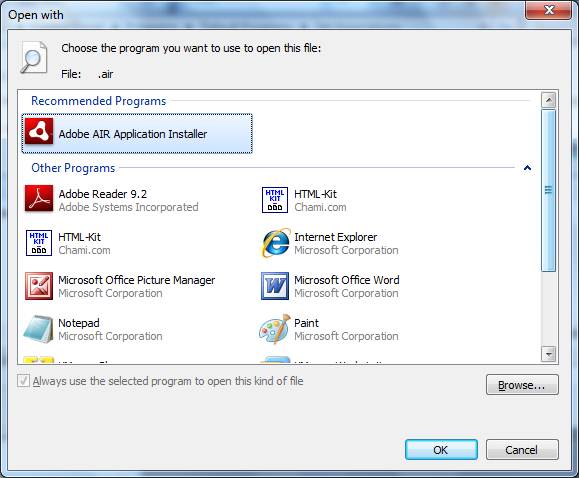 Open with
Choose the program you want to use to open this file:
File: .air
Recommended Programs
Adobe AIR Application Installer
Other Programs
Adobe Reader 9.2
Adobe Systems Incorporated
HTML-Kit
Chami.com
HTML-Kit
Chami.com
Internet Explorer
Microsoft Corporation
Microsoft Office Picture Manager
Microsoft Corporation
Microsoft Office Word
Microsoft Corporation
Notepad
Microsoft Corporation
Paint
Microsoft Corporation
Always use the selected program to open this kind of file
Browse...
OK
Cancel